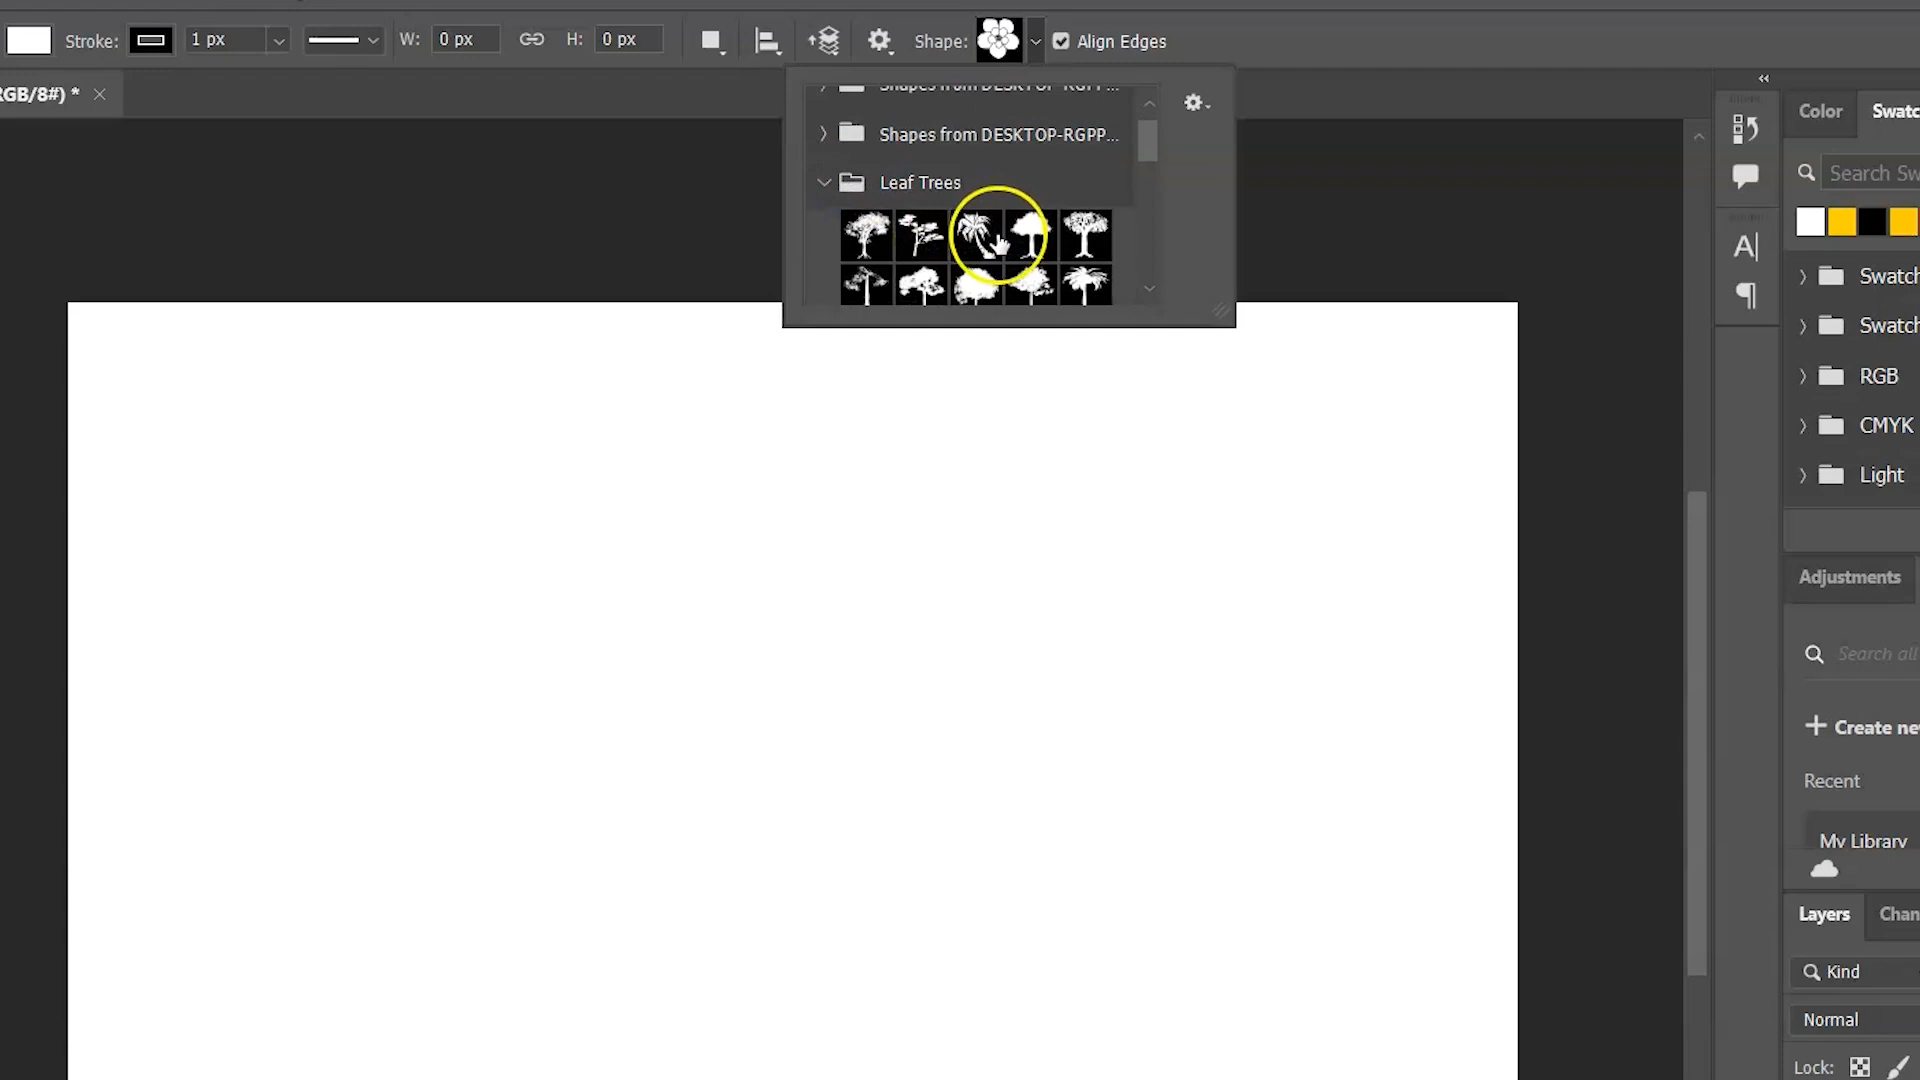 Stroke: 1 px W: 0 px H: 0 px Shape: Align Edges
RGB/8#) *
Shapes from DESKTOP-RGPP...
Shapes from DESKTOP-RGPP...
Leaf Trees
Color Swatc
Search Sw
A|
Swatch
Swatch
RGB
CMYK
Light
Adjustments
Search all
+ Create ne
Recent
My Library
Layers Chan
Kind
Normal
Lock: